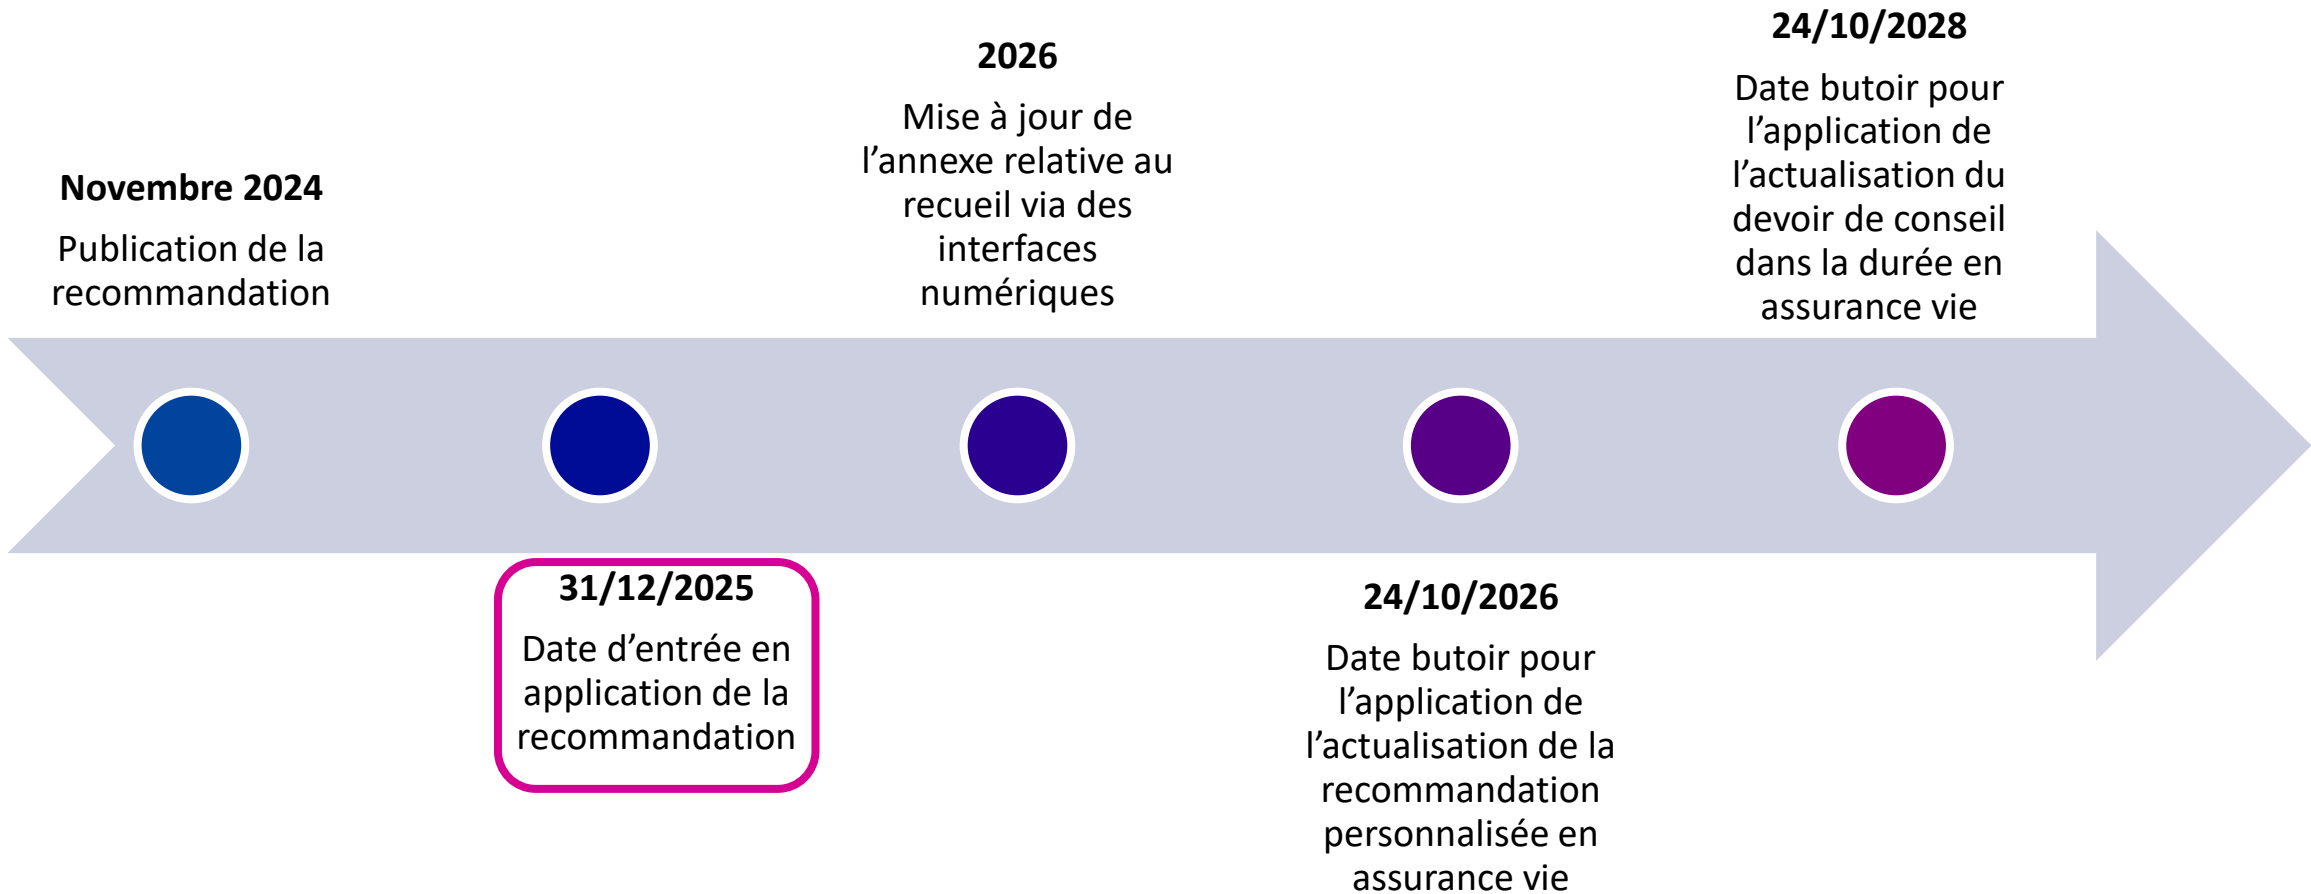 Novembre 2024
Publication de la
recommandation
31/12/2025
Date d’entrée en
application de la
recommandation
2026
Mise à jour de
l’annexe relative au
recueil via des
interfaces
numériques
24/10/2026
Date butoir pour
l’application de
l’actualisation de la
recommandation
personnalisée en
assurance vie
24/10/2028
Date butoir pour
l’application de
l’actualisation du
devoir de conseil
dans la durée en
assurance vie